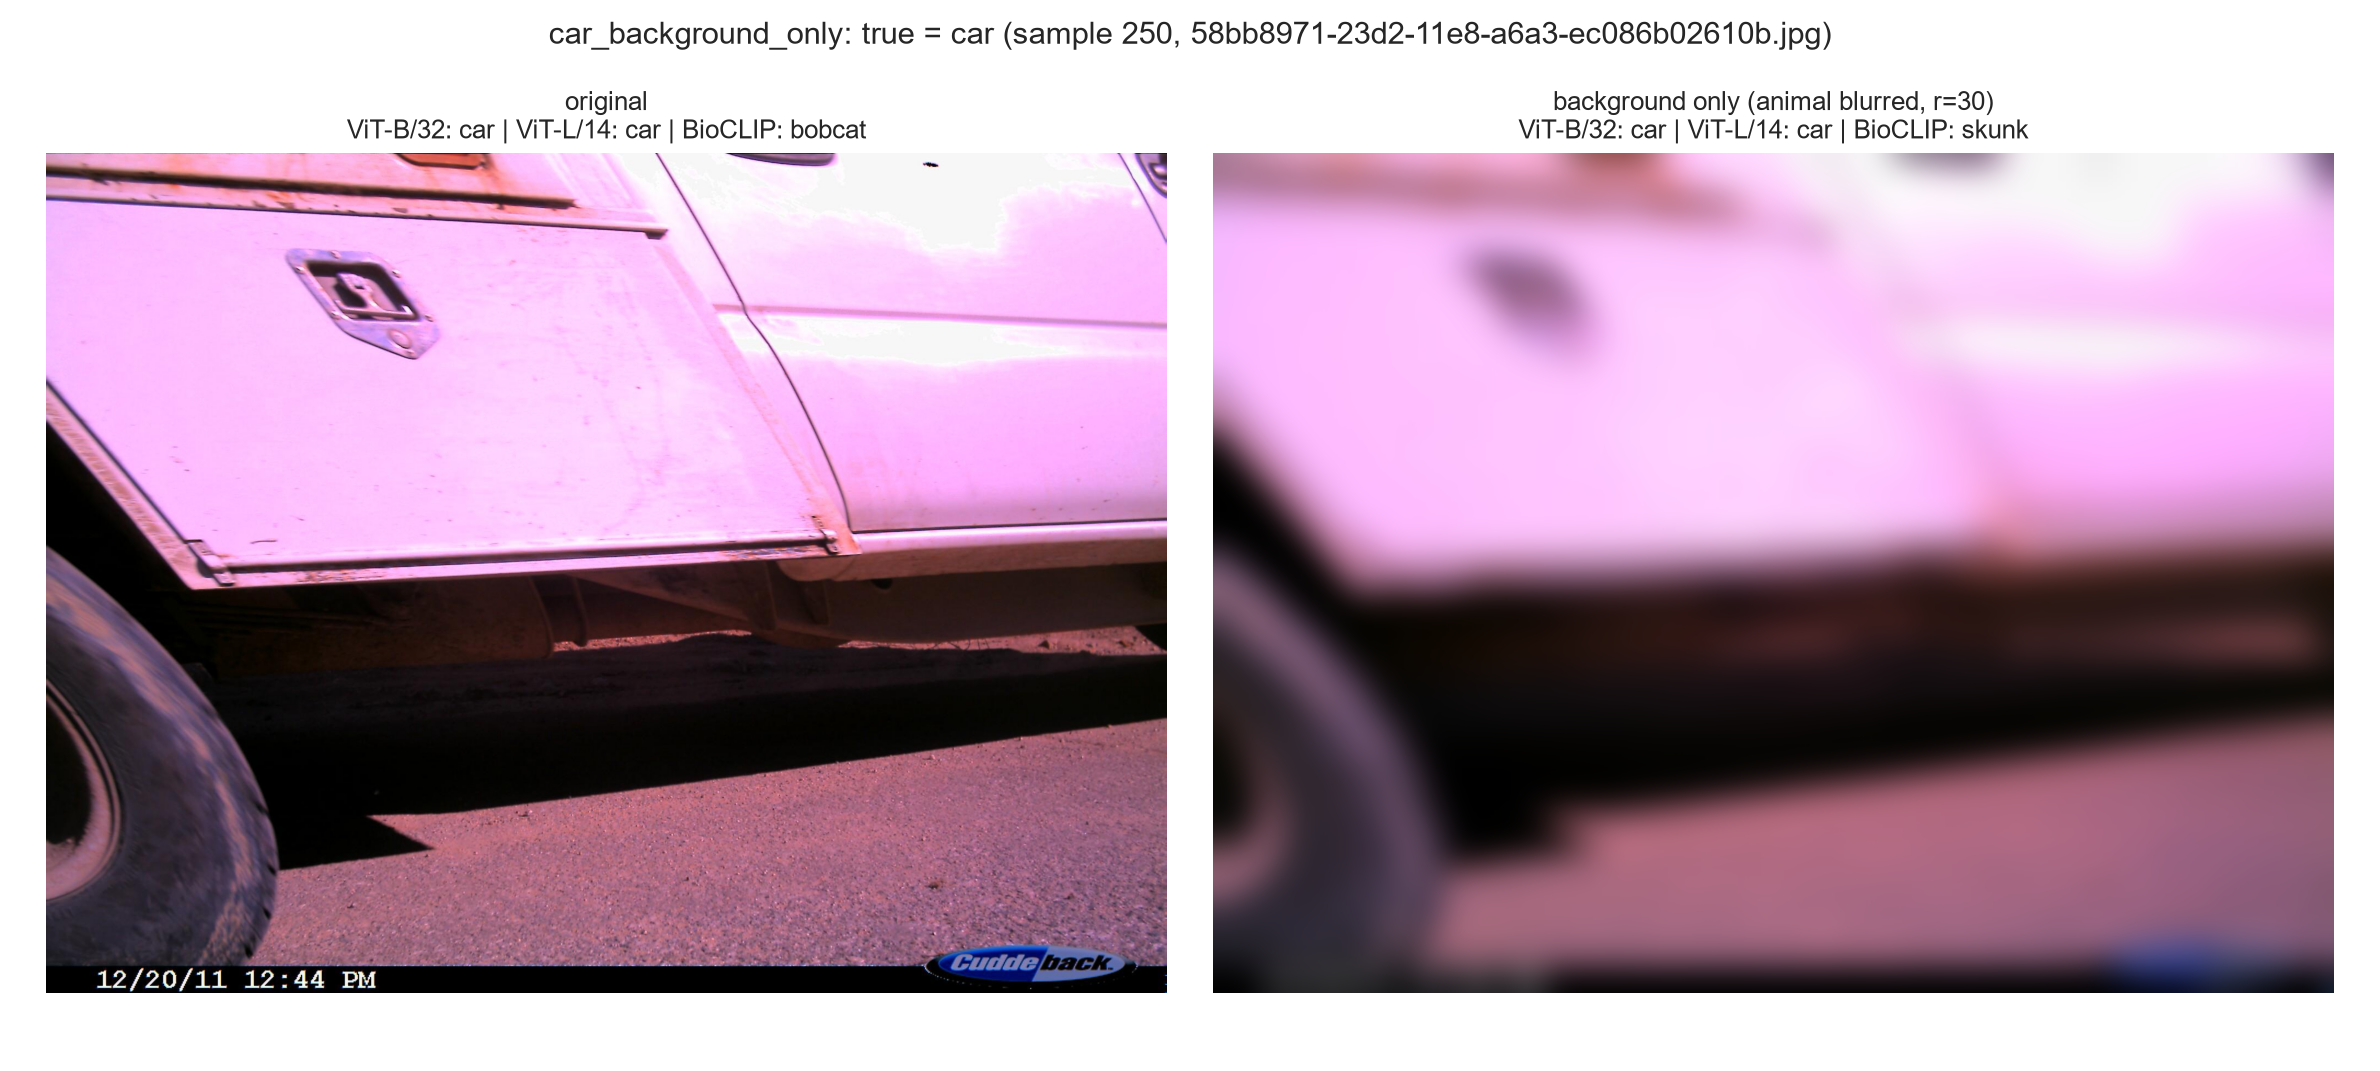 car_background_only: true = car (sample 250, 58bb8971-23d2-11e8-a6a3-ec086b02610b.jpg)
original
ViT-B/32: car | ViT-L/14: car | BioCLIP: bobcat
background only (animal blurred, r=30)
ViT-B/32: car | ViT-L/14: car | BioCLIP: skunk
12/20/11 12:44 PM
Cuddeback.